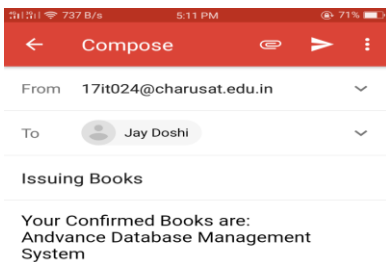 737 B/s 5:11 PM 71%
Compose
From 17it024@charusat.edu.in
To Jay Doshi
Issuing Books
Your Confirmed Books are:
Andvance Database Management
System